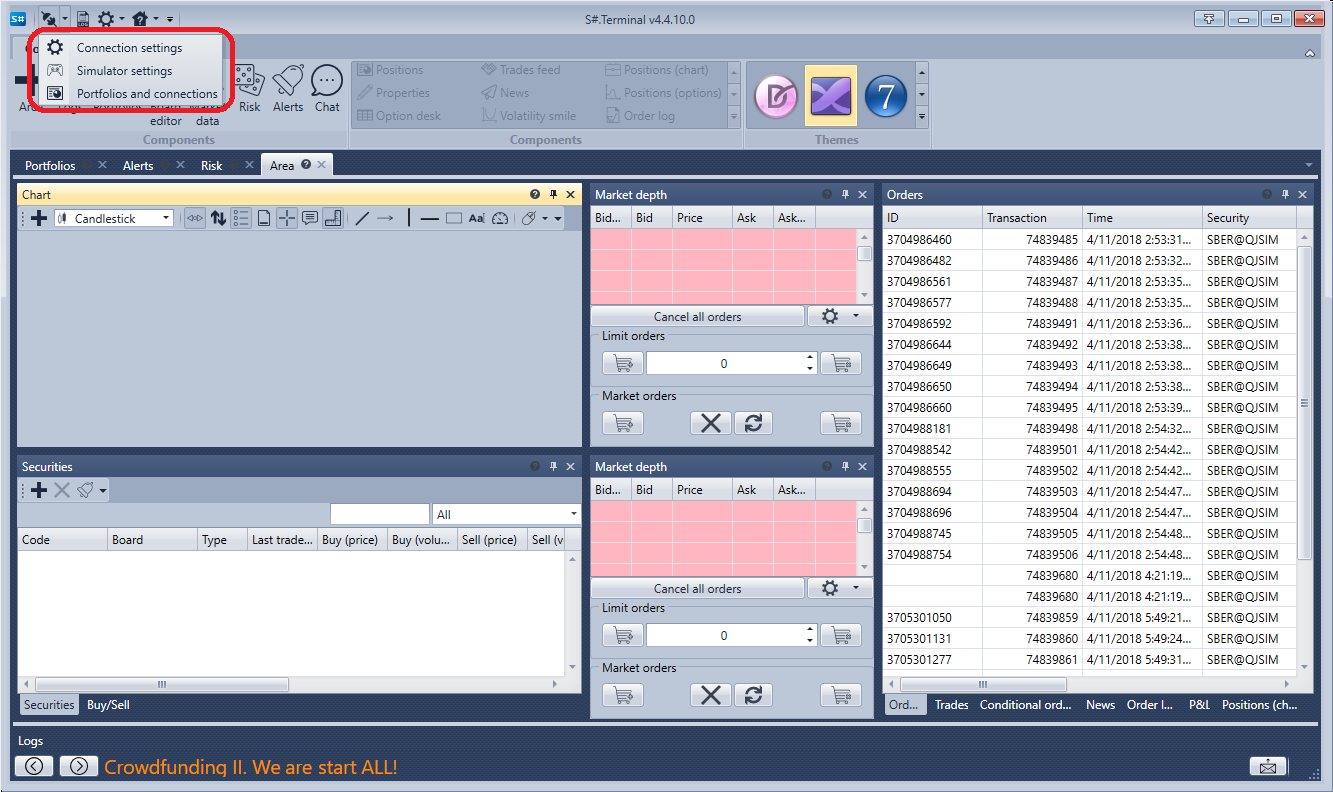 S#
LOG
S#.Terminal v4.4.10.0
Connection settings
Simulator settings
Portfolios and connections
Positions
Trades feed
Positions (chart)
Properties
News
Positions (options)
Option desk
Volatility smile
Order log
Risk
Alerts
Chat
editor
data
7
Components
Components
Themes
Portfolios
Alerts
Risk
Area
Chart
Candlestick
Aa
Market depth
Bid...
Bid
Price
Ask
Ask...
Cancel all orders
Limit orders
0
Market orders
Securities
All
Code
Board
Type
Last trade...
Buy (price)
Buy (volu...
Sell (price)
Sell (v
Securities
Buy/Sell
Market depth
Bid...
Bid
Price
Ask
Ask...
Cancel all orders
Limit orders
0
Market orders
Orders
ID Transaction Time Security
3704986460 74839485 4/11/2018 2:53:31... SBER@QJSIM
3704986482 74839486 4/11/2018 2:53:32... SBER@QJSIM
3704986561 74839487 4/11/2018 2:53:35... SBER@QJSIM
3704986577 74839488 4/11/2018 2:53:35... SBER@QJSIM
3704986592 74839491 4/11/2018 2:53:36... SBER@QJSIM
3704986644 74839492 4/11/2018 2:53:38... SBER@QJSIM
3704986649 74839493 4/11/2018 2:53:38... SBER@QJSIM
3704986650 74839494 4/11/2018 2:53:38... SBER@QJSIM
3704986660 74839495 4/11/2018 2:53:39... SBER@QJSIM
3704988181 74839498 4/11/2018 2:54:32... SBER@QJSIM
3704988542 74839501 4/11/2018 2:54:42... SBER@QJSIM
3704988555 74839502 4/11/2018 2:54:42... SBER@QJSIM
3704988694 74839503 4/11/2018 2:54:47... SBER@QJSIM
3704988696 74839504 4/11/2018 2:54:47... SBER@QJSIM
3704988745 74839505 4/11/2018 2:54:48... SBER@QJSIM
3704988754 74839506 4/11/2018 2:54:48... SBER@QJSIM
74839680 4/11/2018 4:21:19... SBER@QJSIM
74839680 4/11/2018 4:21:19... SBER@QJSIM
3705301050 74839859 4/11/2018 5:49:21... SBER@QJSIM
3705301131 74839860 4/11/2018 5:49:24... SBER@QJSIM
3705301277 74839861 4/11/2018 5:49:31... SBER@QJSIM
Ord...
Trades
Conditional ord...
News
Order l...
P&L
Positions (ch...
Logs
Crowdfunding II. We are start ALL!